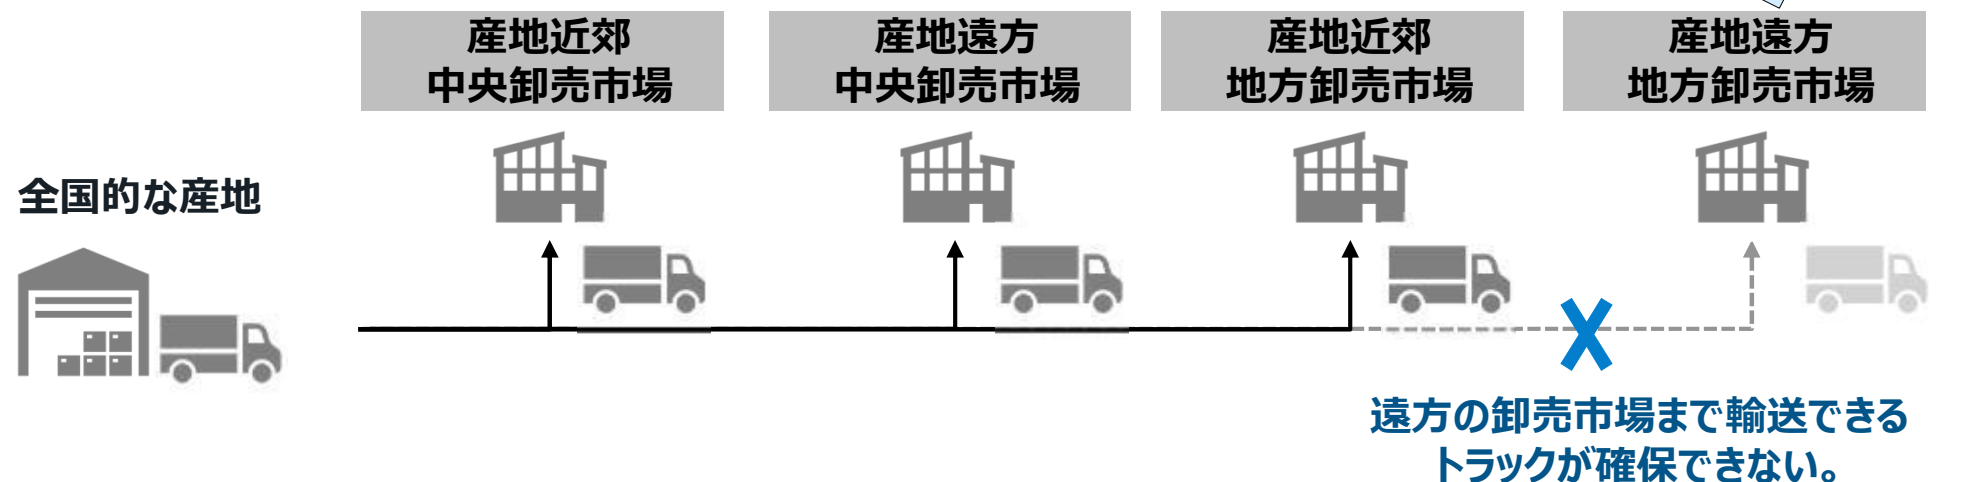 産地近郊
中央卸売市場
産地遠方
中央卸売市場
産地近郊
地方卸売市場
産地遠方
地方卸売市場
全国的な産地
遠方の卸売市場まで輸送できる
トラックが確保できない。